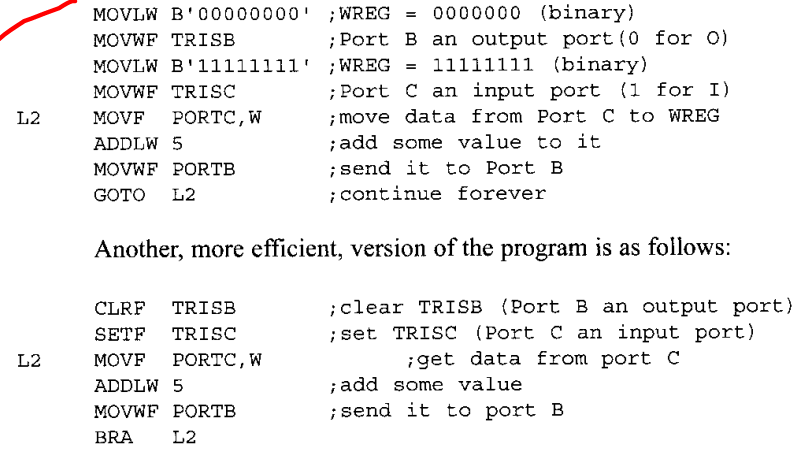 MOVLW B'00000000' ;WREG = 0000000 (binary)
MOVWF TRISB ;Port B an output port(0 for O)
MOVLW B'11111111' ;WREG = 11111111 (binary)
MOVWF TRISC ;Port C an input port (1 for I)
L2 MOVF PORTC,W ;move data from Port C to WREG
ADDLW 5 ;add some value to it
MOVWF PORTB ;send it to Port B
GOTO L2 ;continue forever
Another, more efficient, version of the program is as follows:
CLRF TRISB ;clear TRISB (Port B an output port)
SETF TRISC ;set TRISC (Port C an input port)
L2 MOVF PORTC,W ;get data from port C
ADDLW 5 ;add some value
MOVWF PORTB ;send it to port B
BRA L2